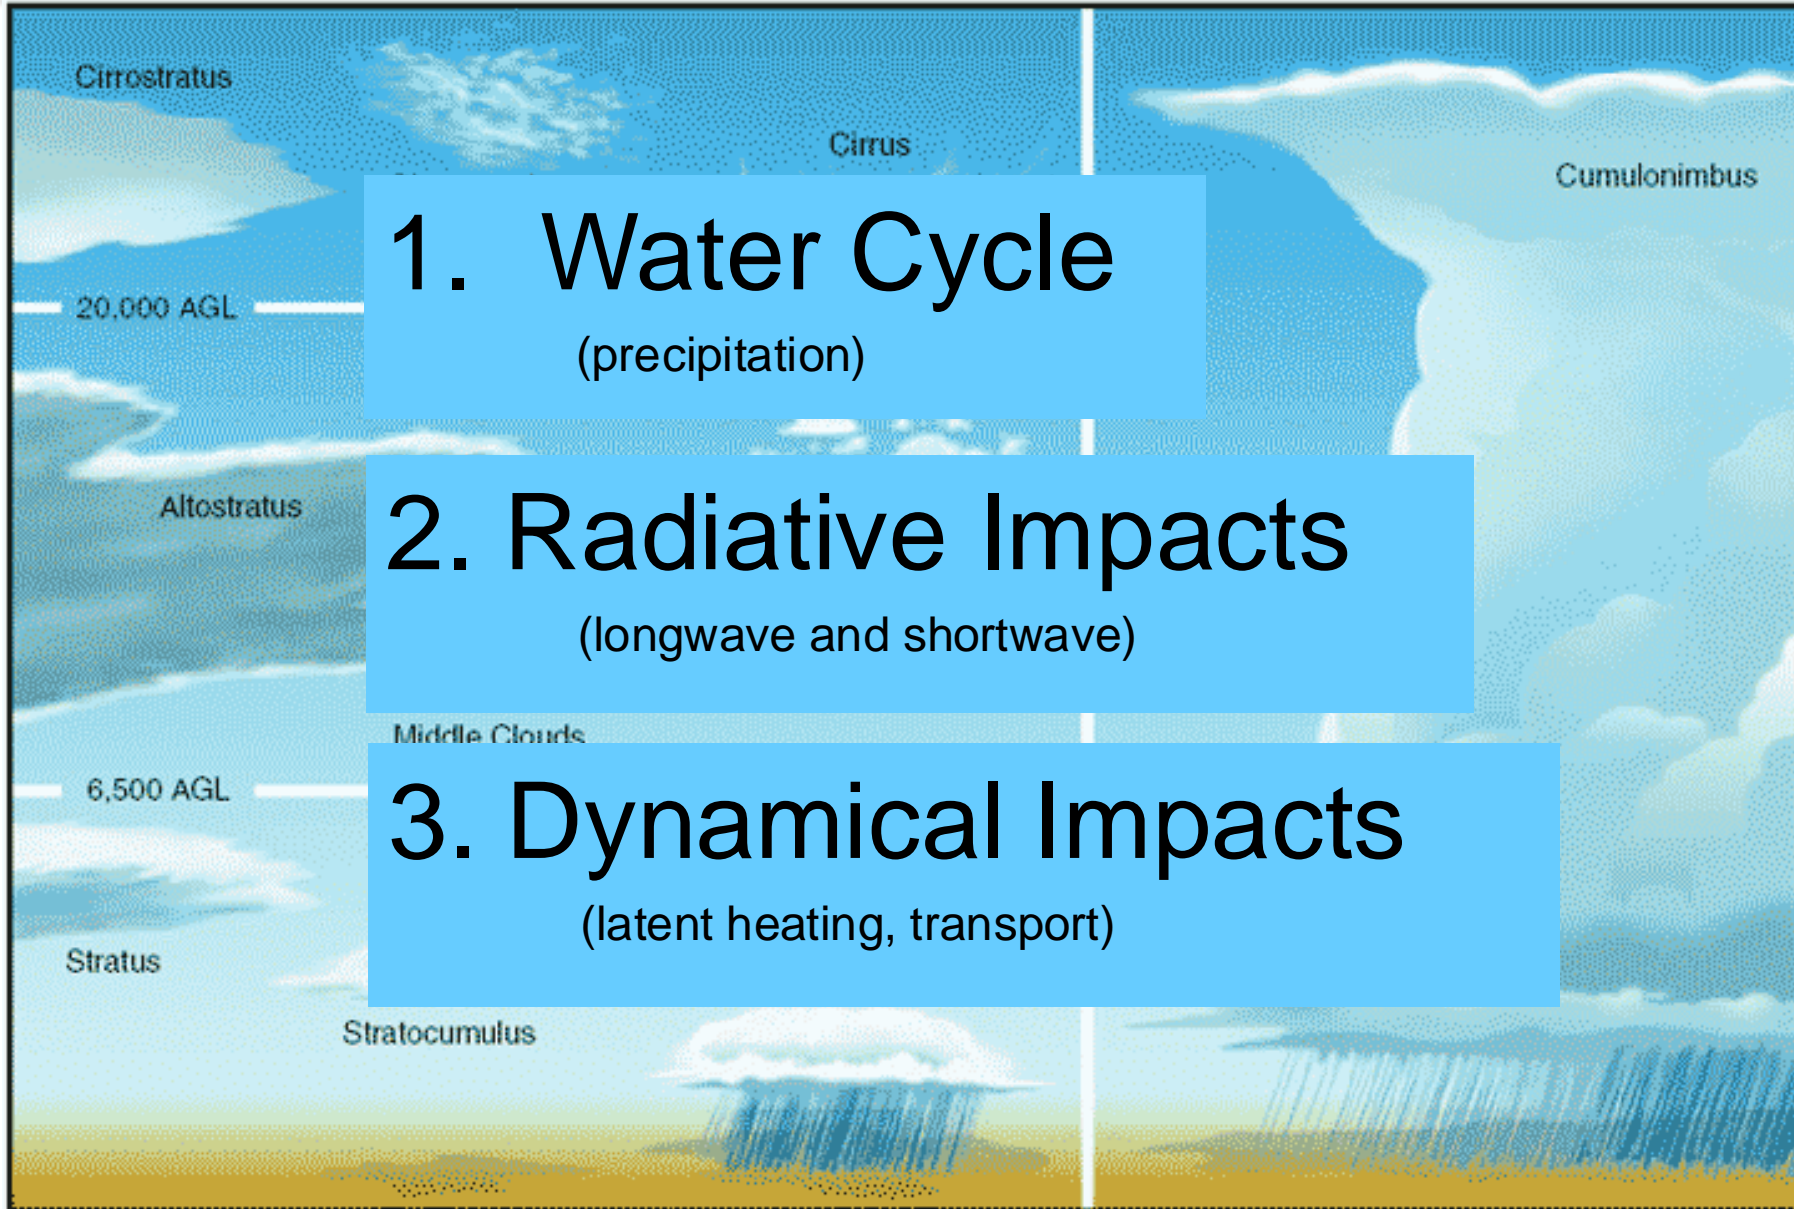 Cirrostratus
Cirrus
Cumulonimbus
1. Water Cycle
(precipitation)
20,000 AGL
Altostratus
2. Radiative Impacts
(longwave and shortwave)
Middle Clouds
6,500 AGL
3. Dynamical Impacts
(latent heating, transport)
Stratus
Stratocumulus